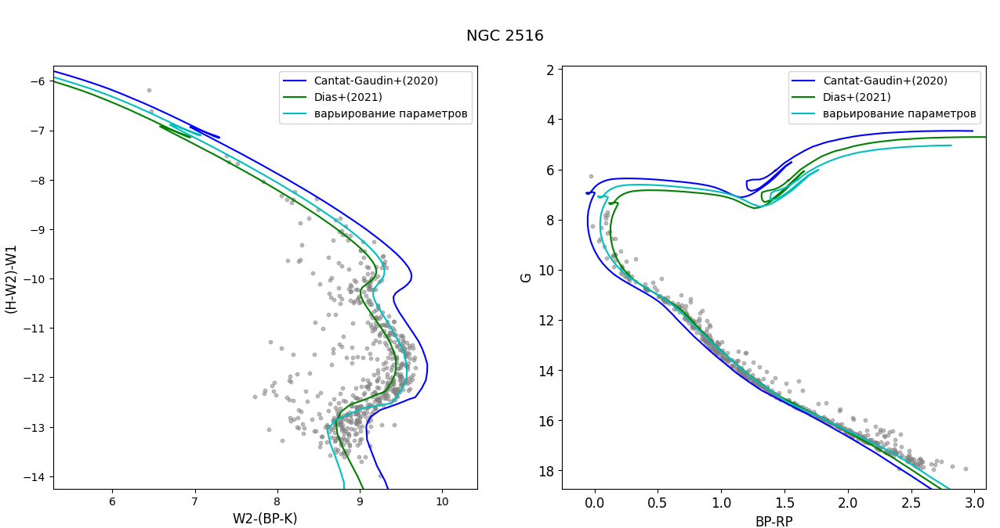 NGC 2516
Cantat-Gaudin+(2020)
Dias+(2021)
варьирование параметров
−6
−7
−8
−9
−10
−11
−12
−13
−14
(H-W2)-W1
6
7
8
9
10
W2-(BP-K)
Cantat-Gaudin+(2020)
Dias+(2021)
варьирование параметров
2
4
6
8
10
12
14
16
18
G
0.0
0.5
1.0
1.5
2.0
2.5
3.0
BP-RP